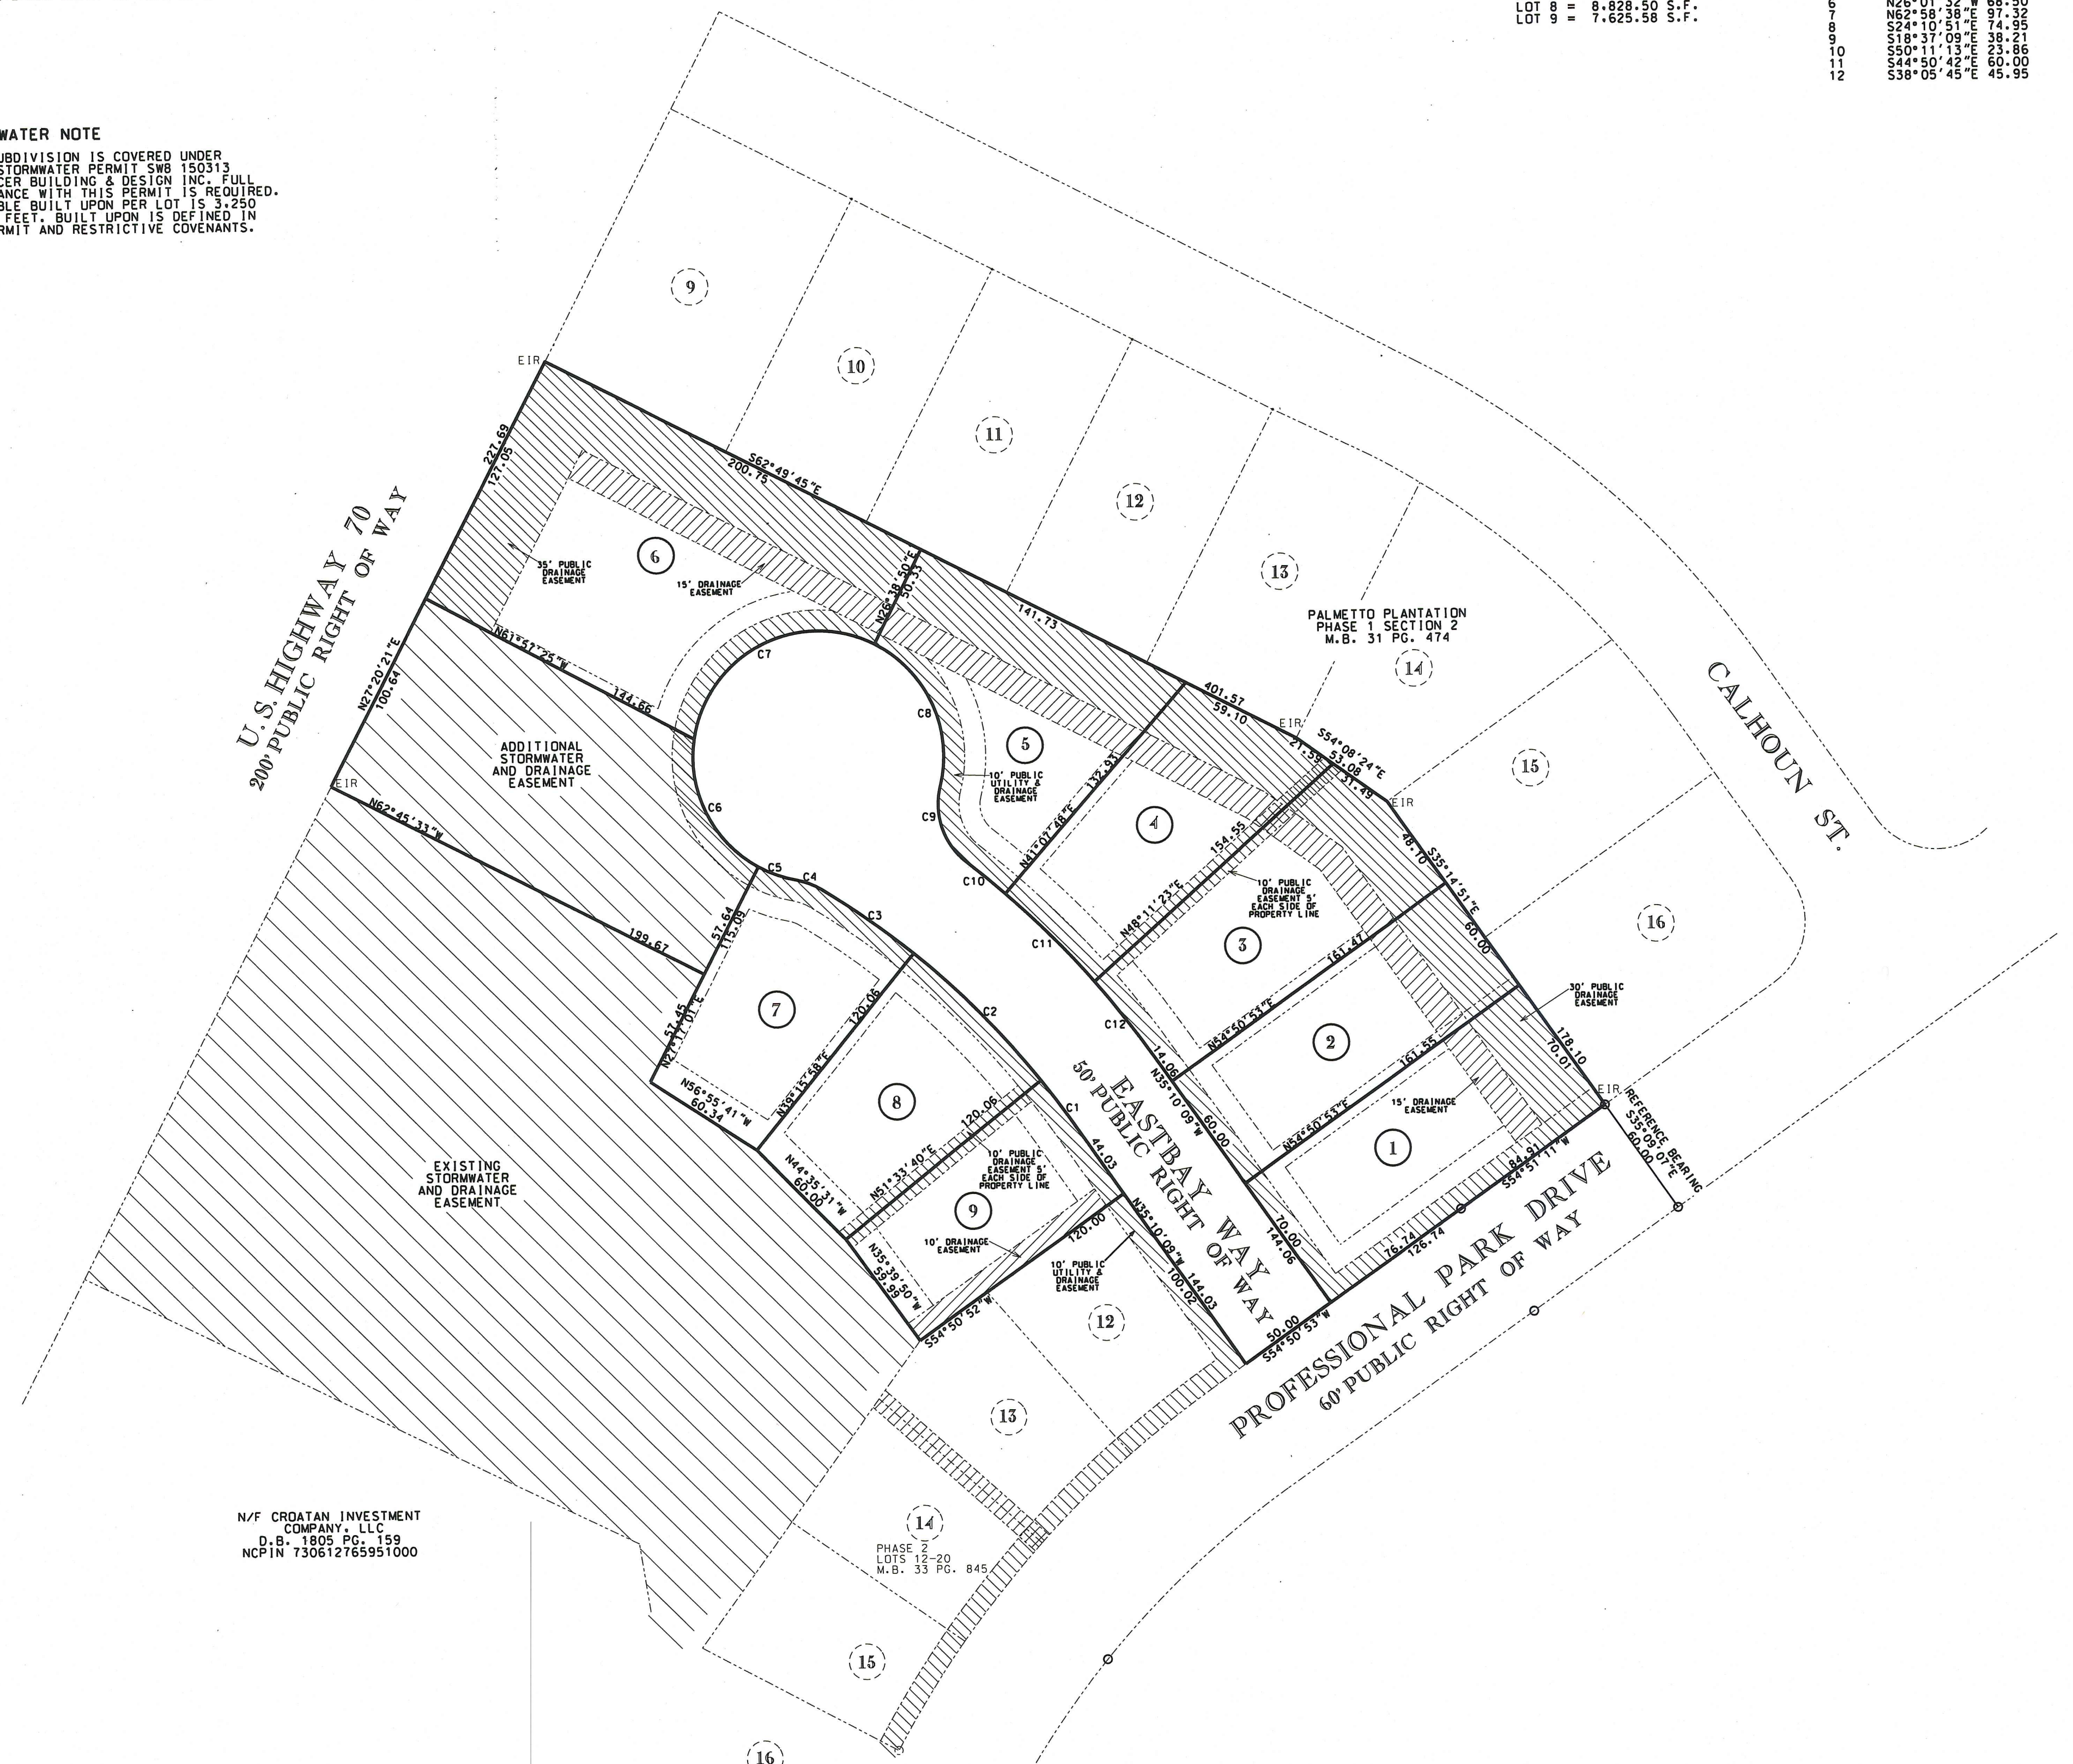 LOT 8 = 8,828.50 S.F.
LOT 9 = 7,625.58 S.F.
6 N26°01'32"W 68.50
7 N62°58'38"E 97.32
8 S24°10'51"E 74.95
9 S18°37'09"E 38.21
10 S50°11'13"E 23.86
11 S44°50'42"E 60.00
12 S38°05'45"E 45.95
WATER NOTE
UBDIVISION IS COVERED UNDER
STORMWATER PERMIT SW8 150313
CER BUILDING & DESIGN INC. FULL
ANCE WITH THIS PERMIT IS REQUIRED.
BLE BUILT UPON PER LOT IS 3,250
FEET. BUILT UPON IS DEFINED IN
RMIT AND RESTRICTIVE COVENANTS.
9
10
11
12
13
14
15
16
EIR
227.69
127.05
S62°49'45"E
200.75
141.73
401.57
59.10
EIR
21.59
S54°08'24"E
53.08
31.49
EIR
48.10
S35°14'51"E
60.00
178.10
70.01
EIR
PALMETTO PLANTATION
PHASE 1 SECTION 2
M.B. 31 PG. 474
CALHOUN ST.
U.S. HIGHWAY 70
200' PUBLIC RIGHT OF WAY
N27°20'21"E
100.64
EIR
35' PUBLIC
DRAINAGE
EASEMENT
6
15' DRAINAGE
EASEMENT
N26°38'50"E
50.33
N61°57'25"W
144.66
C7
C8
C9
C10
C11
C12
C6
C5
C4
C3
C2
C1
5
10' PUBLIC
UTILITY &
DRAINAGE
EASEMENT
N41°07'48"E
132.93
4
N48°11'23"E
154.55
10' PUBLIC
DRAINAGE
EASEMENT 5'
EACH SIDE OF
PROPERTY LINE
3
N54°50'53"E
161.47
2
N54°50'53"E
161.55
30' PUBLIC
DRAINAGE
EASEMENT
15' DRAINAGE
EASEMENT
1
ADDITIONAL
STORMWATER
AND DRAINAGE
EASEMENT
N62°45'33"W
199.67
57.64
115.09
57.45
N27°17'01"E
7
N56°55'41"W
60.34
N39°15'58"E
120.06
8
N44°35'31"W
60.00
N51°33'40"E
120.06
10' PUBLIC
DRAINAGE
EASEMENT 5'
EACH SIDE OF
PROPERTY LINE
9
N35°39'50"W
59.99
10' DRAINAGE
EASEMENT
120.00
S54°50'52"W
44.03
N35°10'09"W
144.03
100.02
10' PUBLIC
UTILITY &
DRAINAGE
EASEMENT
EASTBAY WAY
50' PUBLIC RIGHT OF WAY
14.06
N35°10'09"W
60.00
70.00
144.06
50.00
S54°50'53"W
76.74
126.74
84.91
S54°51'11"W
REFERENCE BEARING
S35°09'07"E
60.00
PROFESSIONAL PARK DRIVE
60' PUBLIC RIGHT OF WAY
EXISTING
STORMWATER
AND DRAINAGE
EASEMENT
12
13
14
PHASE 2
LOTS 12-20
M.B. 33 PG. 845
15
16
N/F CROATAN INVESTMENT
COMPANY, LLC
D.B. 1805 PG. 159
NCPIN 730612765951000